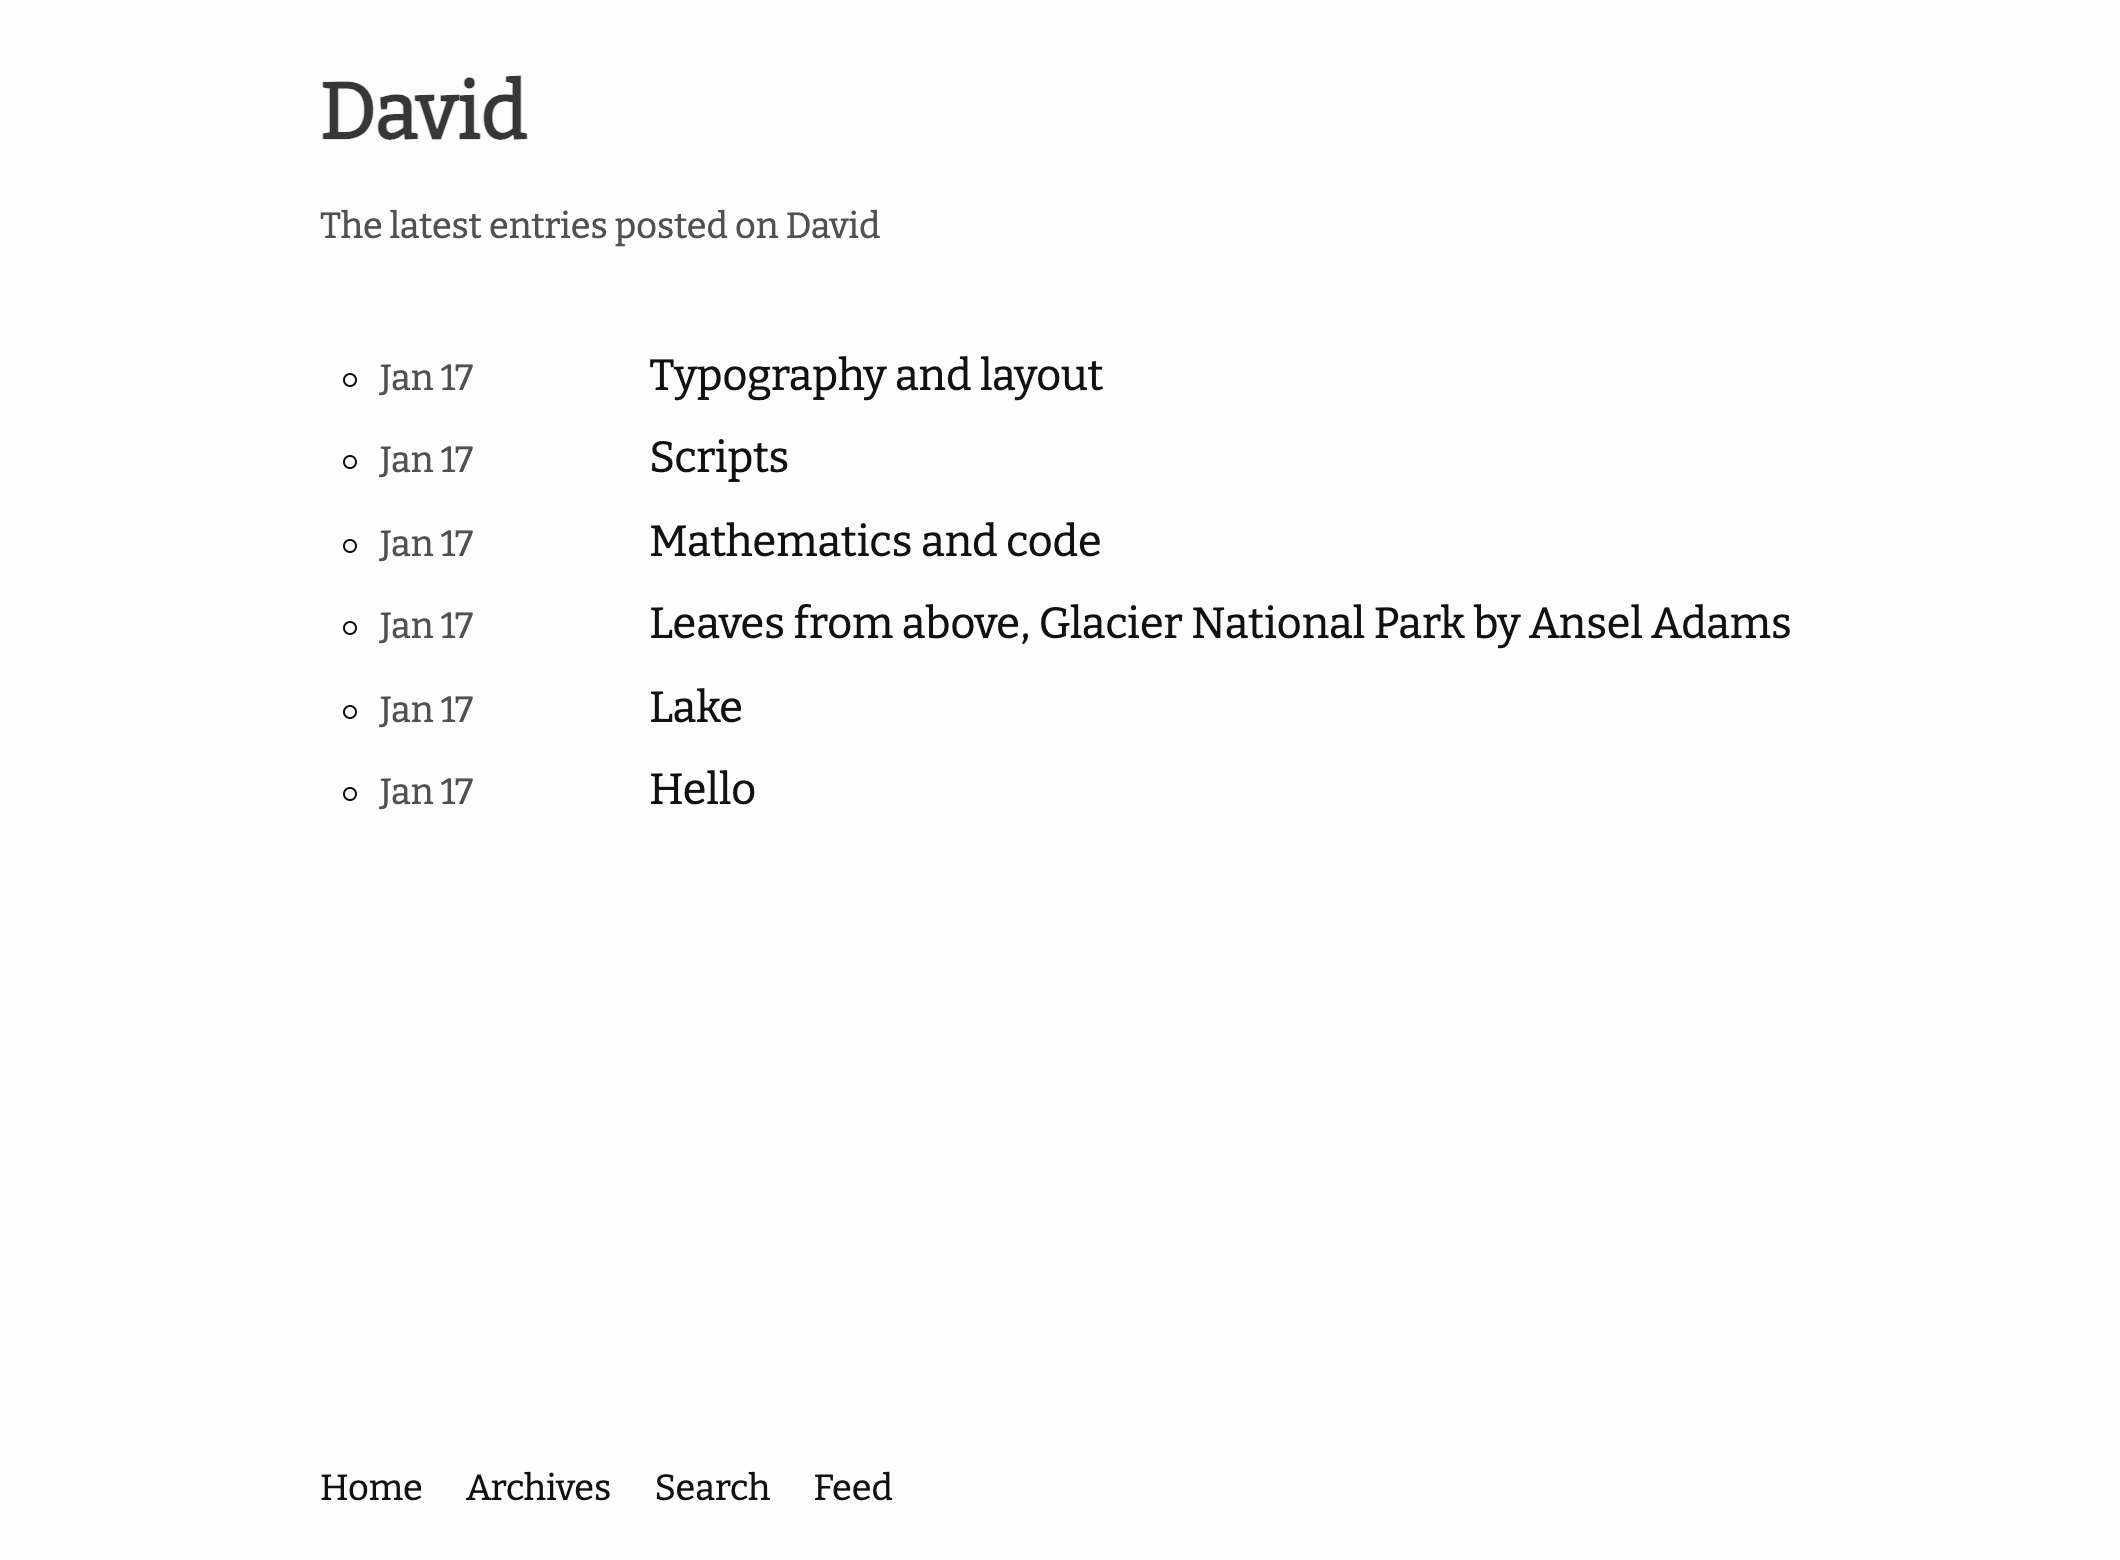 David
The latest entries posted on David
Jan 17 Typography and layout
Jan 17 Scripts
Jan 17 Mathematics and code
Jan 17 Leaves from above, Glacier National Park by Ansel Adams
Jan 17 Lake
Jan 17 Hello
Home Archives Search Feed